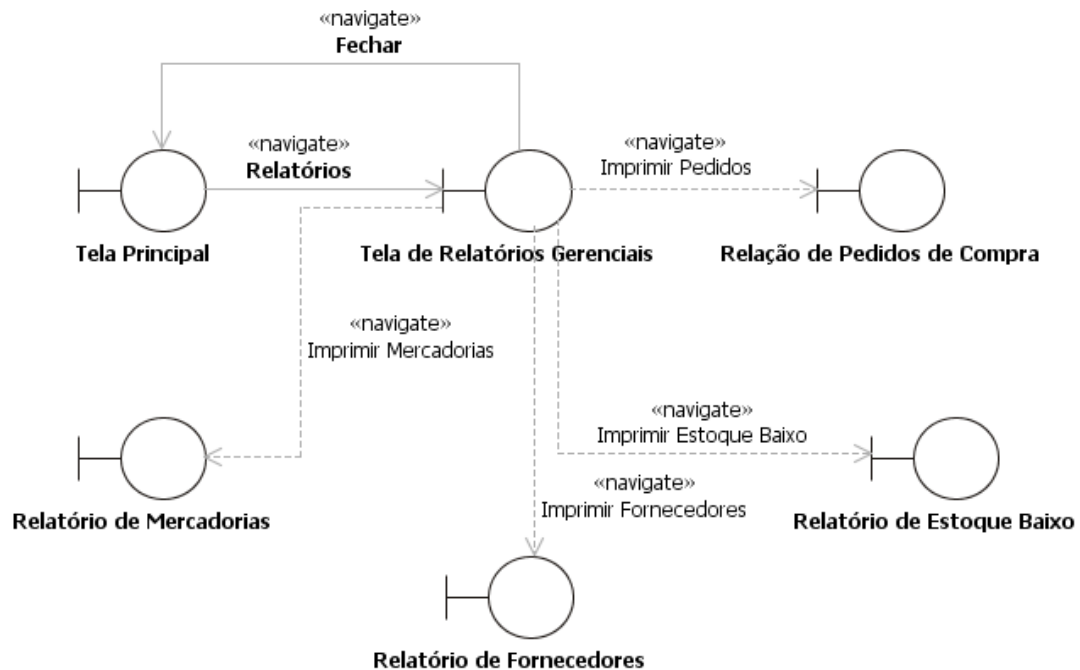 «navigate»
Fechar
«navigate»
Relatórios
«navigate»
Imprimir Pedidos
Tela Principal
Tela de Relatórios Gerenciais
Relação de Pedidos de Compra
«navigate»
Imprimir Mercadorias
«navigate»
Imprimir Estoque Baixo
«navigate»
Imprimir Fornecedores
Relatório de Mercadorias
Relatório de Estoque Baixo
Relatório de Fornecedores